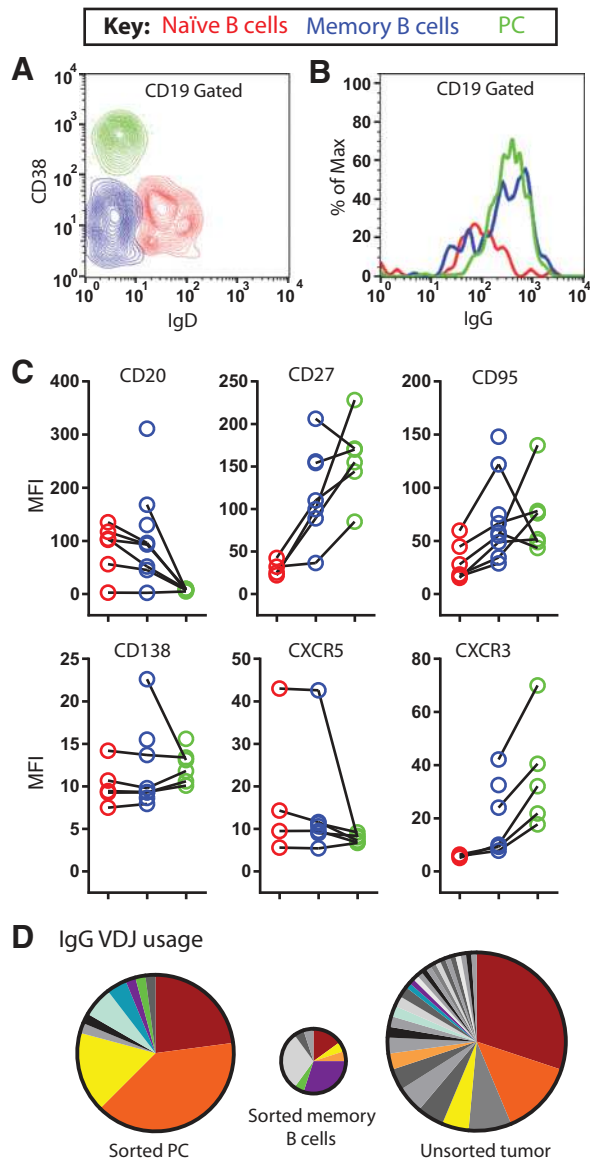 Key: Naïve B cells Memory B cells PC
A
CD19 Gated
10^4
10^3
10^2
10^1
10^0
CD38
10^0 10^1 10^2 10^3 10^4
IgD
B
CD19 Gated
100
80
60
40
20
0
% of Max
10^0 10^1 10^2 10^3 10^4
IgG
C
CD20
400
300
200
100
0
MFI
CD27
250
200
150
100
50
0
CD95
200
150
100
50
0
CD138
25
20
15
10
5
0
MFI
CXCR5
50
40
30
20
10
0
CXCR3
80
60
40
20
0
D IgG VDJ usage
Sorted PC
Sorted memory
B cells
Unsorted tumor